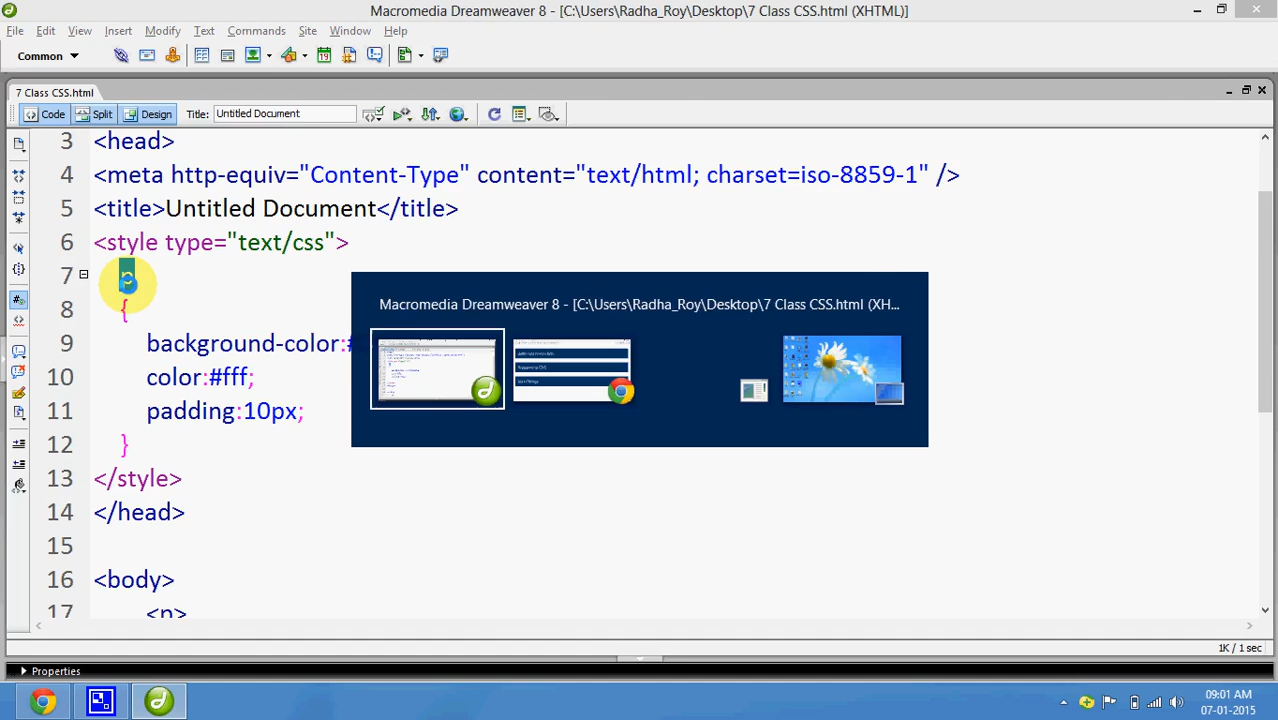 Macromedia Dreamweaver 8 - [C:\Users\Radha_Roy\Desktop\7 Class CSS.html (XHTML)]
File Edit View Insert Modify Text Commands Site Window Help
Common
7 Class CSS.html
Code Split Design Title: Untitled Document
3 <head>
4 <meta http-equiv="Content-Type" content="text/html; charset=iso-8859-1" />
5 <title>Untitled Document</title>
6 <style type="text/css">
7 p
8 {
Macromedia Dreamweaver 8 - [C:\Users\Radha_Roy\Desktop\7 Class CSS.html (XH...
9 background-color:#
10 color:#fff;
11 padding:10px;
12 }
13 </style>
14 </head>
15
16 <body>
17 <p>
1K / 1 sec
Properties
09:01 AM
07-01-2015